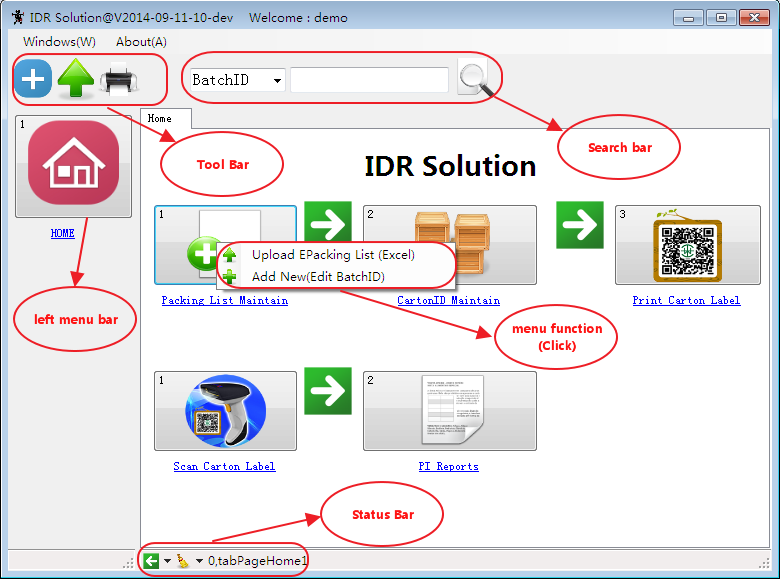 IDR Solution@V2014-09-11-10-dev Welcome : demo
Windows(W) About(A)
BatchID
Home
1
HOME
Tool Bar
Search bar
IDR Solution
1
2
3
Upload EPacking List (Excel)
Add New(Edit BatchID)
Packing List Maintain
CartonID Maintain
Print Carton Label
left menu bar
menu function
(Click)
1
2
Scan Carton Label
PI Reports
Status Bar
0,tabPageHome1